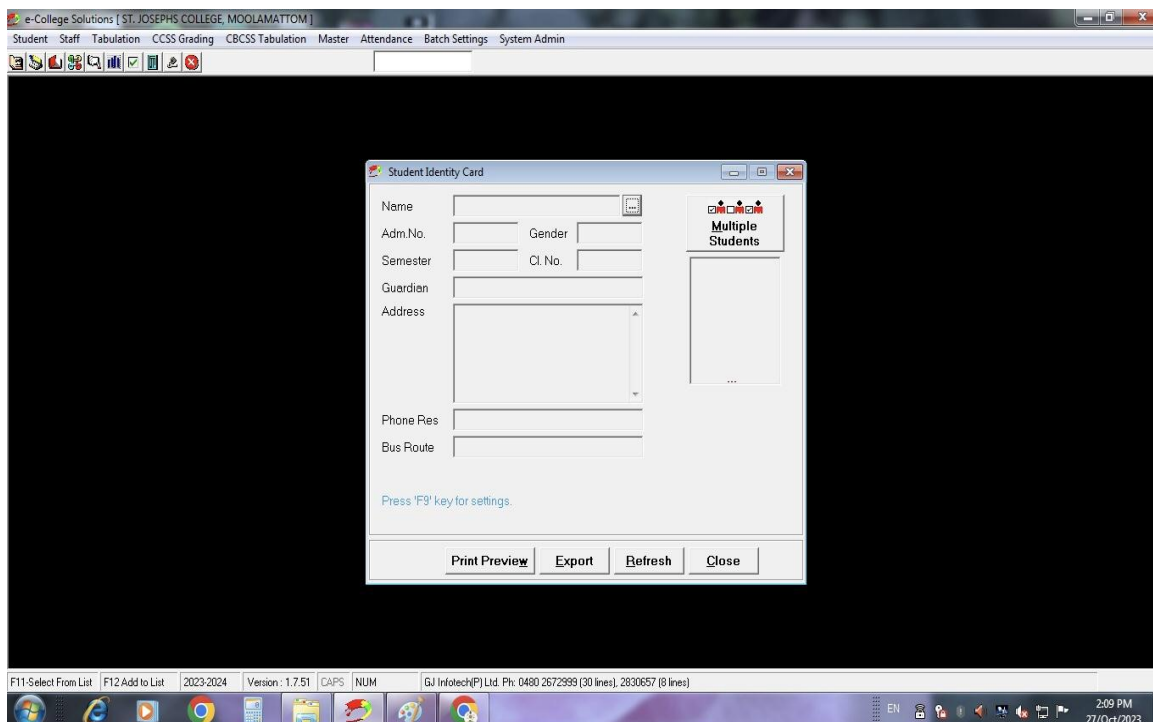 e-College Solutions [ ST. JOSEPHS COLLEGE, MOOLAMATTOM ]
Student Staff Tabulation CCSS Grading CBCSS Tabulation Master Attendance Batch Settings System Admin
Student Identity Card
Name ...
Multiple Students
Adm.No. Gender
Semester Cl. No.
Guardian
Address
...
Phone Res
Bus Route
Press 'F9' key for settings.
Print Preview Export Refresh Close
F11-Select From List F12 Add to List 2023-2024 Version : 1.7.51 CAPS NUM GJ Infotech(P) Ltd. Ph: 0480 2672999 (30 lines), 2830657 (8 lines)
EN 2:09 PM
27/Oct/2023